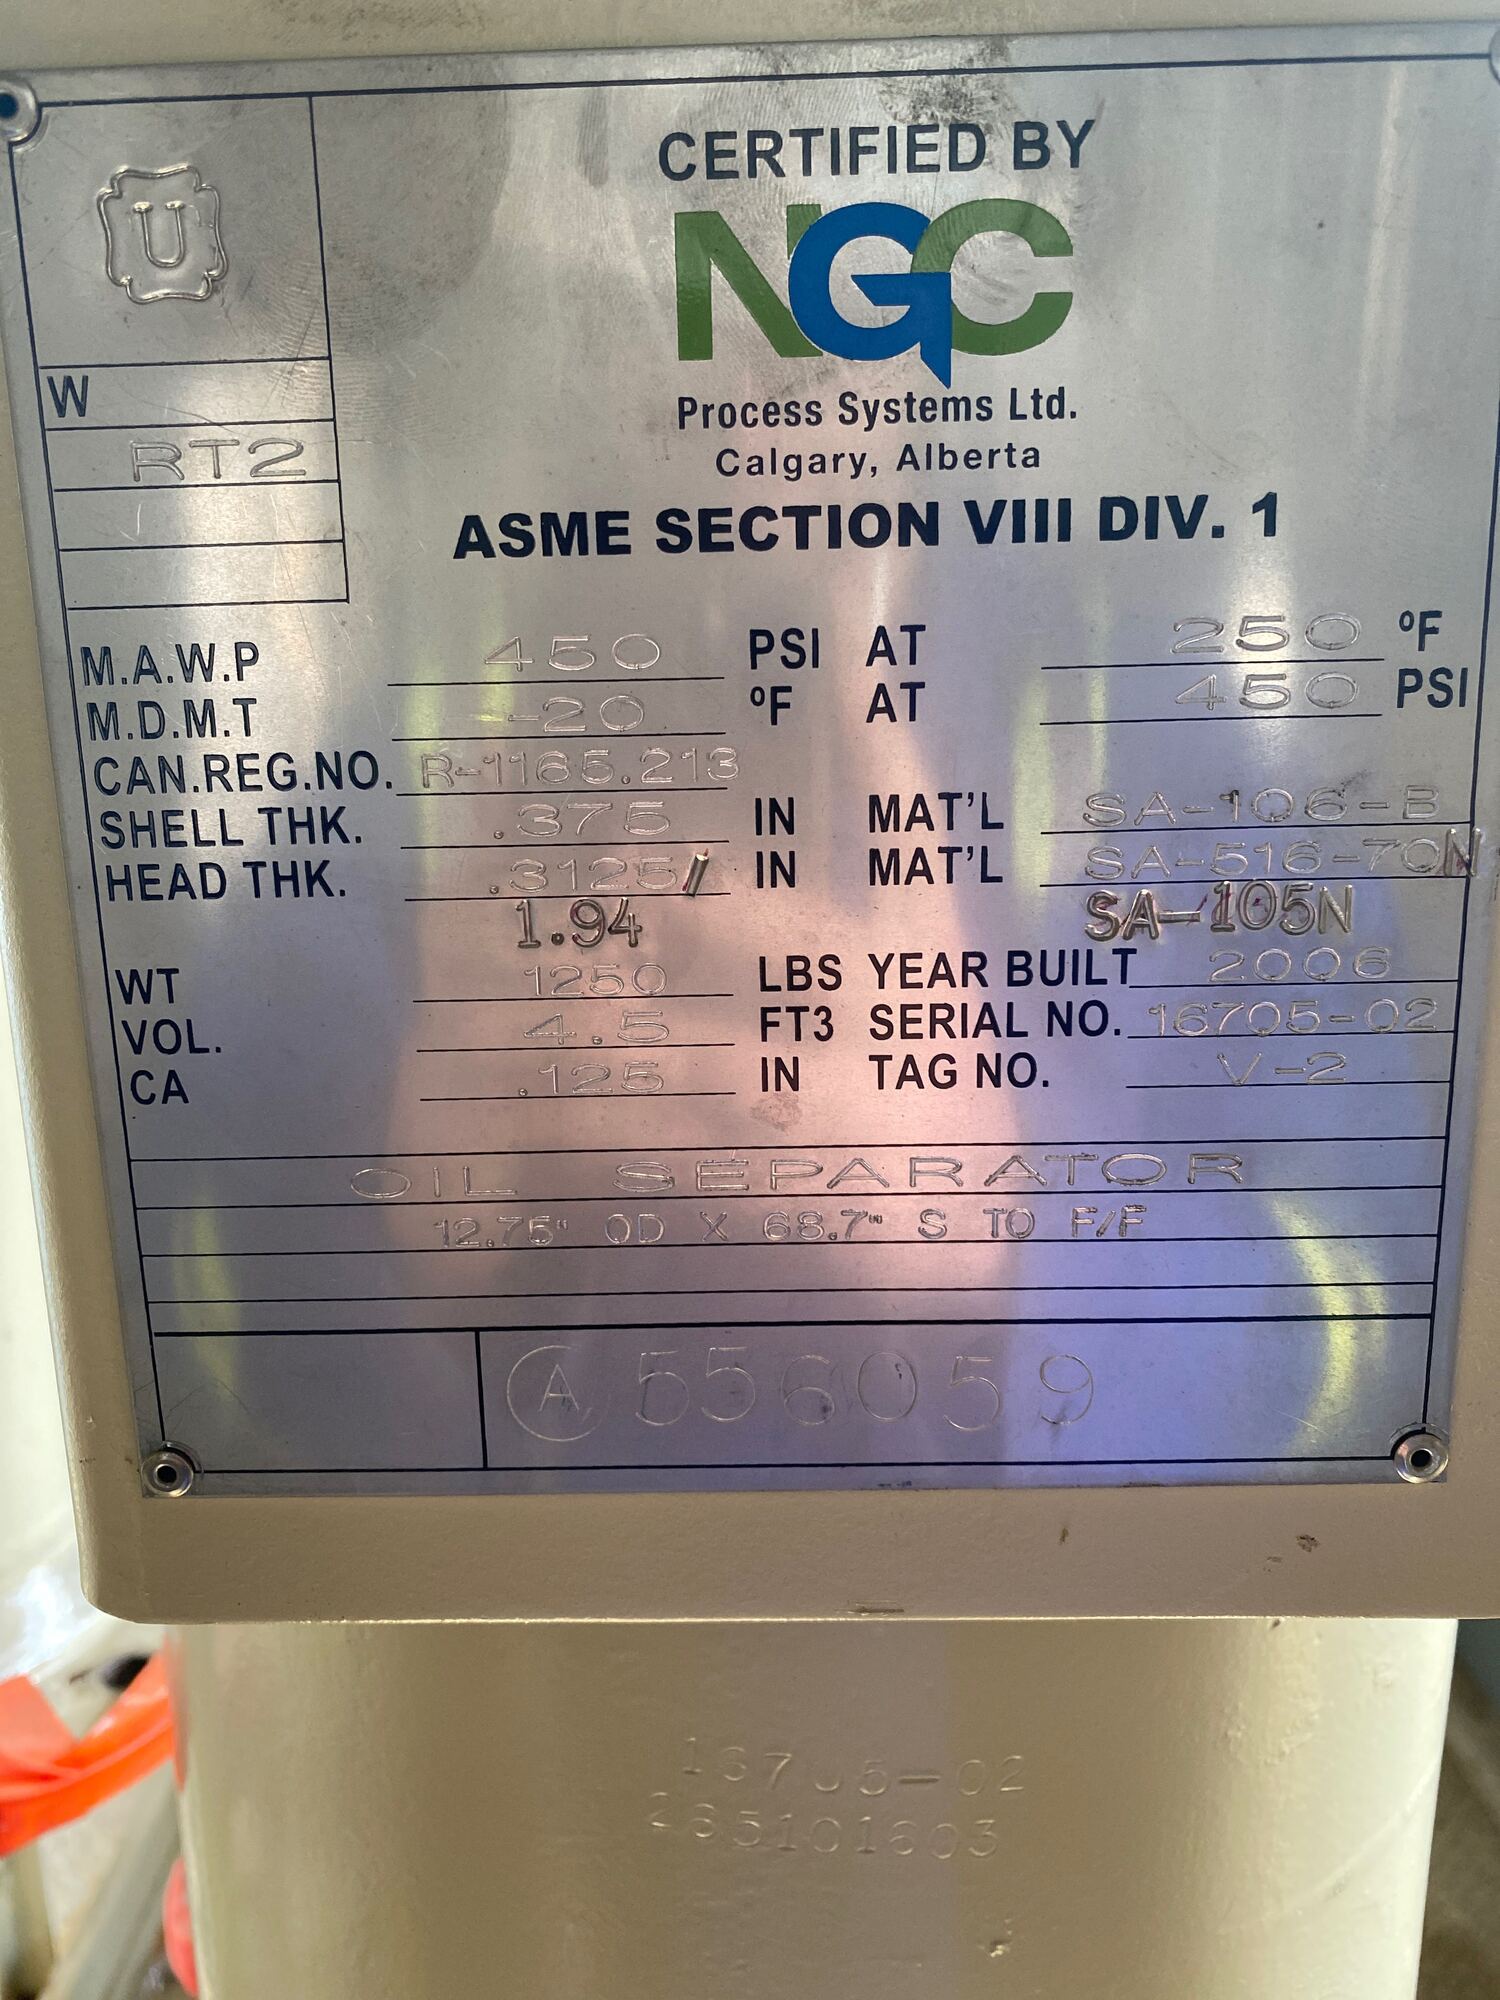 U
CERTIFIED BY
NGC
Process Systems Ltd.
Calgary, Alberta
W
RT2
ASME SECTION VIII DIV. 1
M.A.W.P 450 PSI AT 250 ºF
M.D.M.T -20 ºF AT 450 PSI
CAN.REG.NO. R-1165.213
SHELL THK. .375 IN MAT'L SA-106-B
HEAD THK. .3125/ IN MAT'L SA-516-70N
1.94 SA-105N
WT 1250 LBS YEAR BUILT 2006
VOL. 4.5 FT3 SERIAL NO. 16705-02
CA .125 IN TAG NO. V-2
OIL SEPARATOR
12.75" OD X 68.7" S TO F/F
A 556059
16705-02